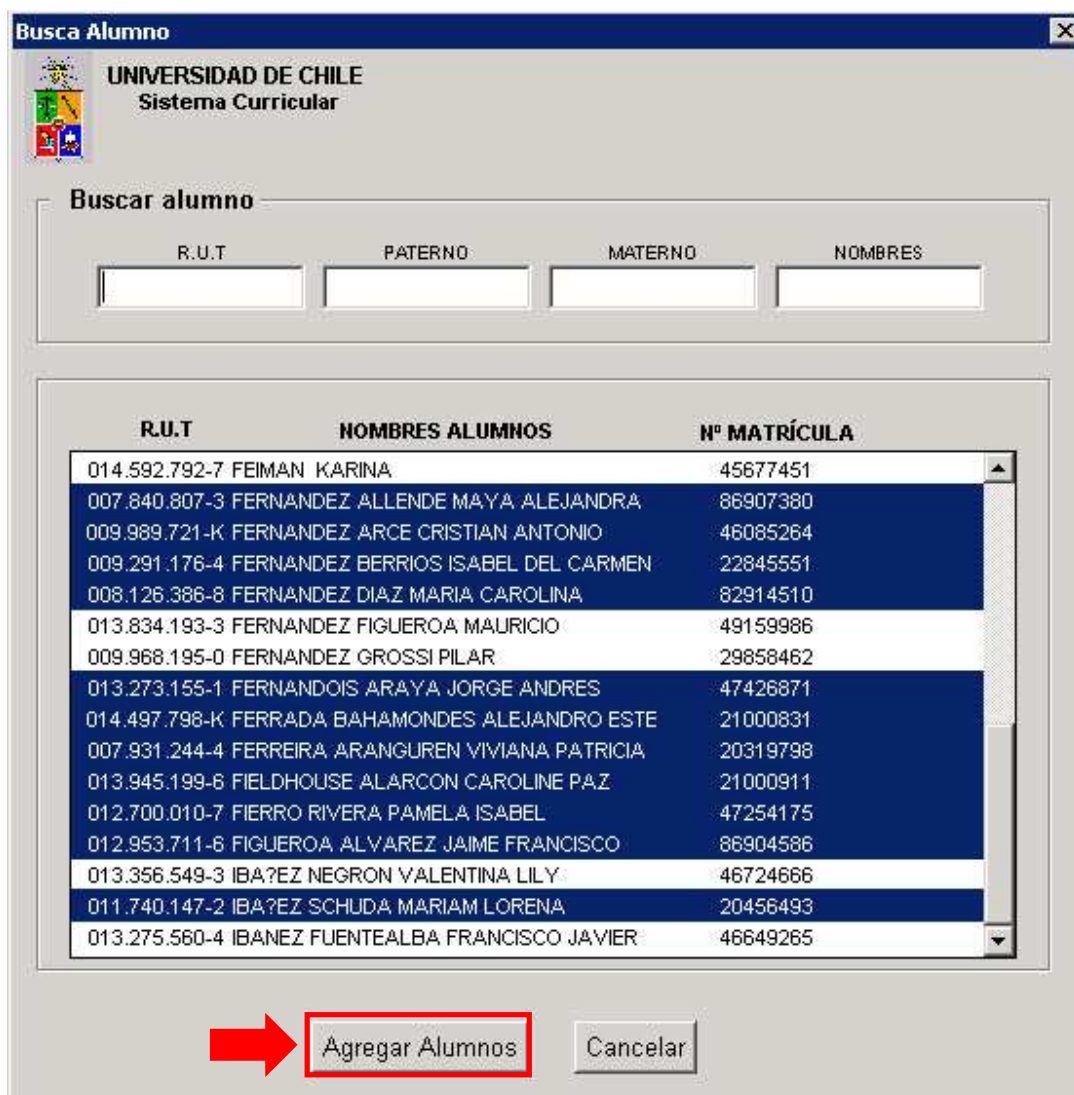 Busca Alumno
UNIVERSIDAD DE CHILE
Sistema Curricular
Buscar alumno
R.U.T PATERNO MATERNO NOMBRES
R.U.T NOMBRES ALUMNOS Nº MATRÍCULA
014.592.792-7 FEIMAN KARINA 45677451
007.840.807-3 FERNANDEZ ALLENDE MAYA ALEJANDRA 86907380
009.989.721-K FERNANDEZ ARCE CRISTIAN ANTONIO 46085264
009.291.176-4 FERNANDEZ BERRIOS ISABEL DEL CARMEN 22845551
008.126.386-8 FERNANDEZ DIAZ MARIA CAROLINA 82914510
013.834.193-3 FERNANDEZ FIGUEROA MAURICIO 49159986
009.968.195-0 FERNANDEZ GROSSI PILAR 29858462
013.273.155-1 FERNANDOIS ARAYA JORGE ANDRES 47426871
014.497.798-K FERRADA BAHAMONDES ALEJANDRO ESTE 21000831
007.931.244-4 FERREIRA ARANGUREN VIVIANA PATRICIA 20319798
013.945.199-6 FIELDHOUSE ALARCON CAROLINE PAZ 21000911
012.700.010-7 FIERRO RIVERA PAMELA ISABEL 47254175
012.953.711-6 FIGUEROA ALVAREZ JAIME FRANCISCO 86904586
013.356.549-3 IBA?EZ NEGRON VALENTINA LILY 46724666
011.740.147-2 IBA?EZ SCHUDA MARIAM LORENA 20456493
013.275.560-4 IBANEZ FUENTEALBA FRANCISCO JAVIER 46649265
Agregar Alumnos Cancelar